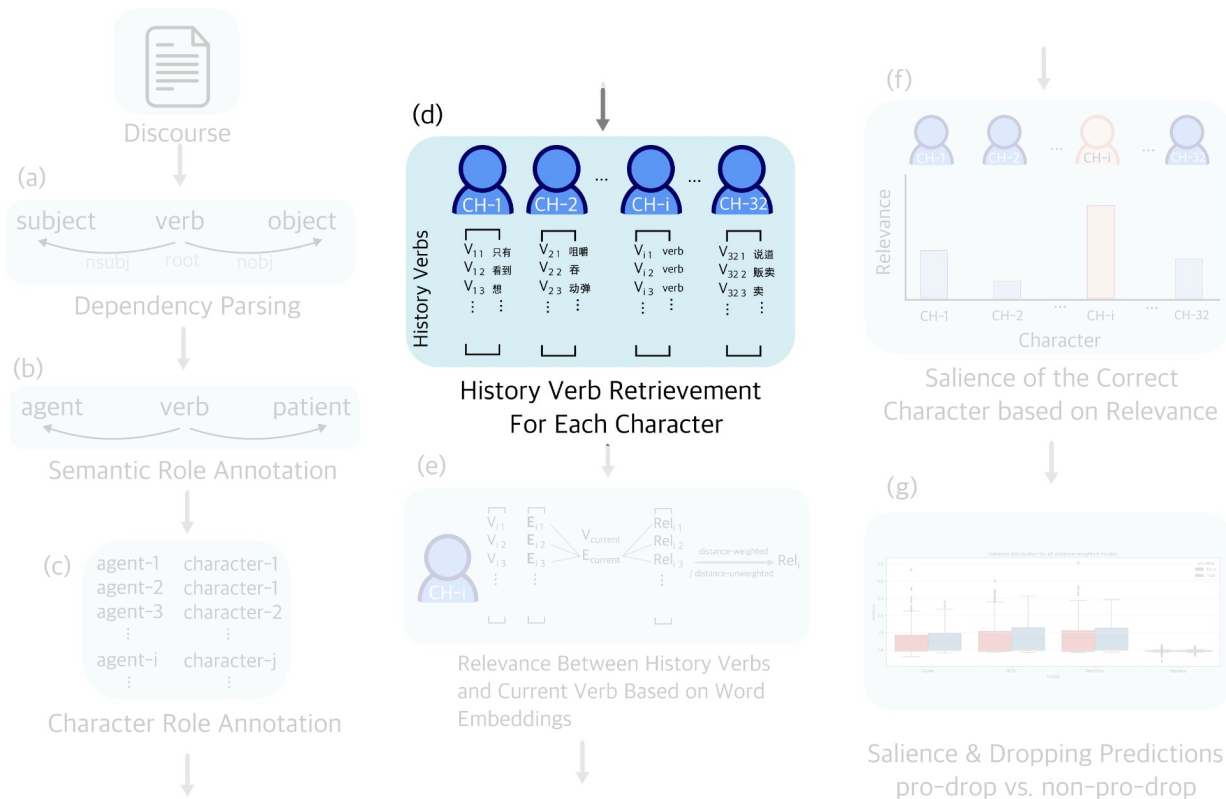 Discourse
(a)
subject verb object
nsubj root nobj
Dependency Parsing
(b)
agent verb patient
Semantic Role Annotation
(c)
agent-1 character-1
agent-2 character-1
agent-3 character-2
⋮ ⋮
agent-i character-j
⋮ ⋮
Character Role Annotation
(d)
CH-1 CH-2 ... CH-i ... CH-32
History Verbs
V11 只有 V21 咀嚼 Vi1 verb V321 说道
V12 看到 V22 吞 Vi2 verb V322 贩卖
V13 想 V23 动弹 Vi3 verb V323 卖
⋮ ⋮ ⋮ ⋮ ⋮ ⋮ ⋮ ⋮
History Verb Retrievement
For Each Character
(e)
CH-i
Vi1 Ei1 Reli1
Vi2 Ei2 Vcurrent Reli2
Vi3 Ei3 Ecurrent Reli3
⋮ ⋮ ⋮
distance-weighted
/ distance-unweighted
Reli
Relevance Between History Verbs
and Current Verb Based on Word
Embeddings
(f)
CH-1 CH-2 ... CH-i ... CH-32
Relevance
CH-1 CH-2 ... CH-i ... CH-32
Character
Salience of the Correct
Character based on Relevance
(g)
Salience & Dropping Predictions
pro-drop vs. non-pro-drop